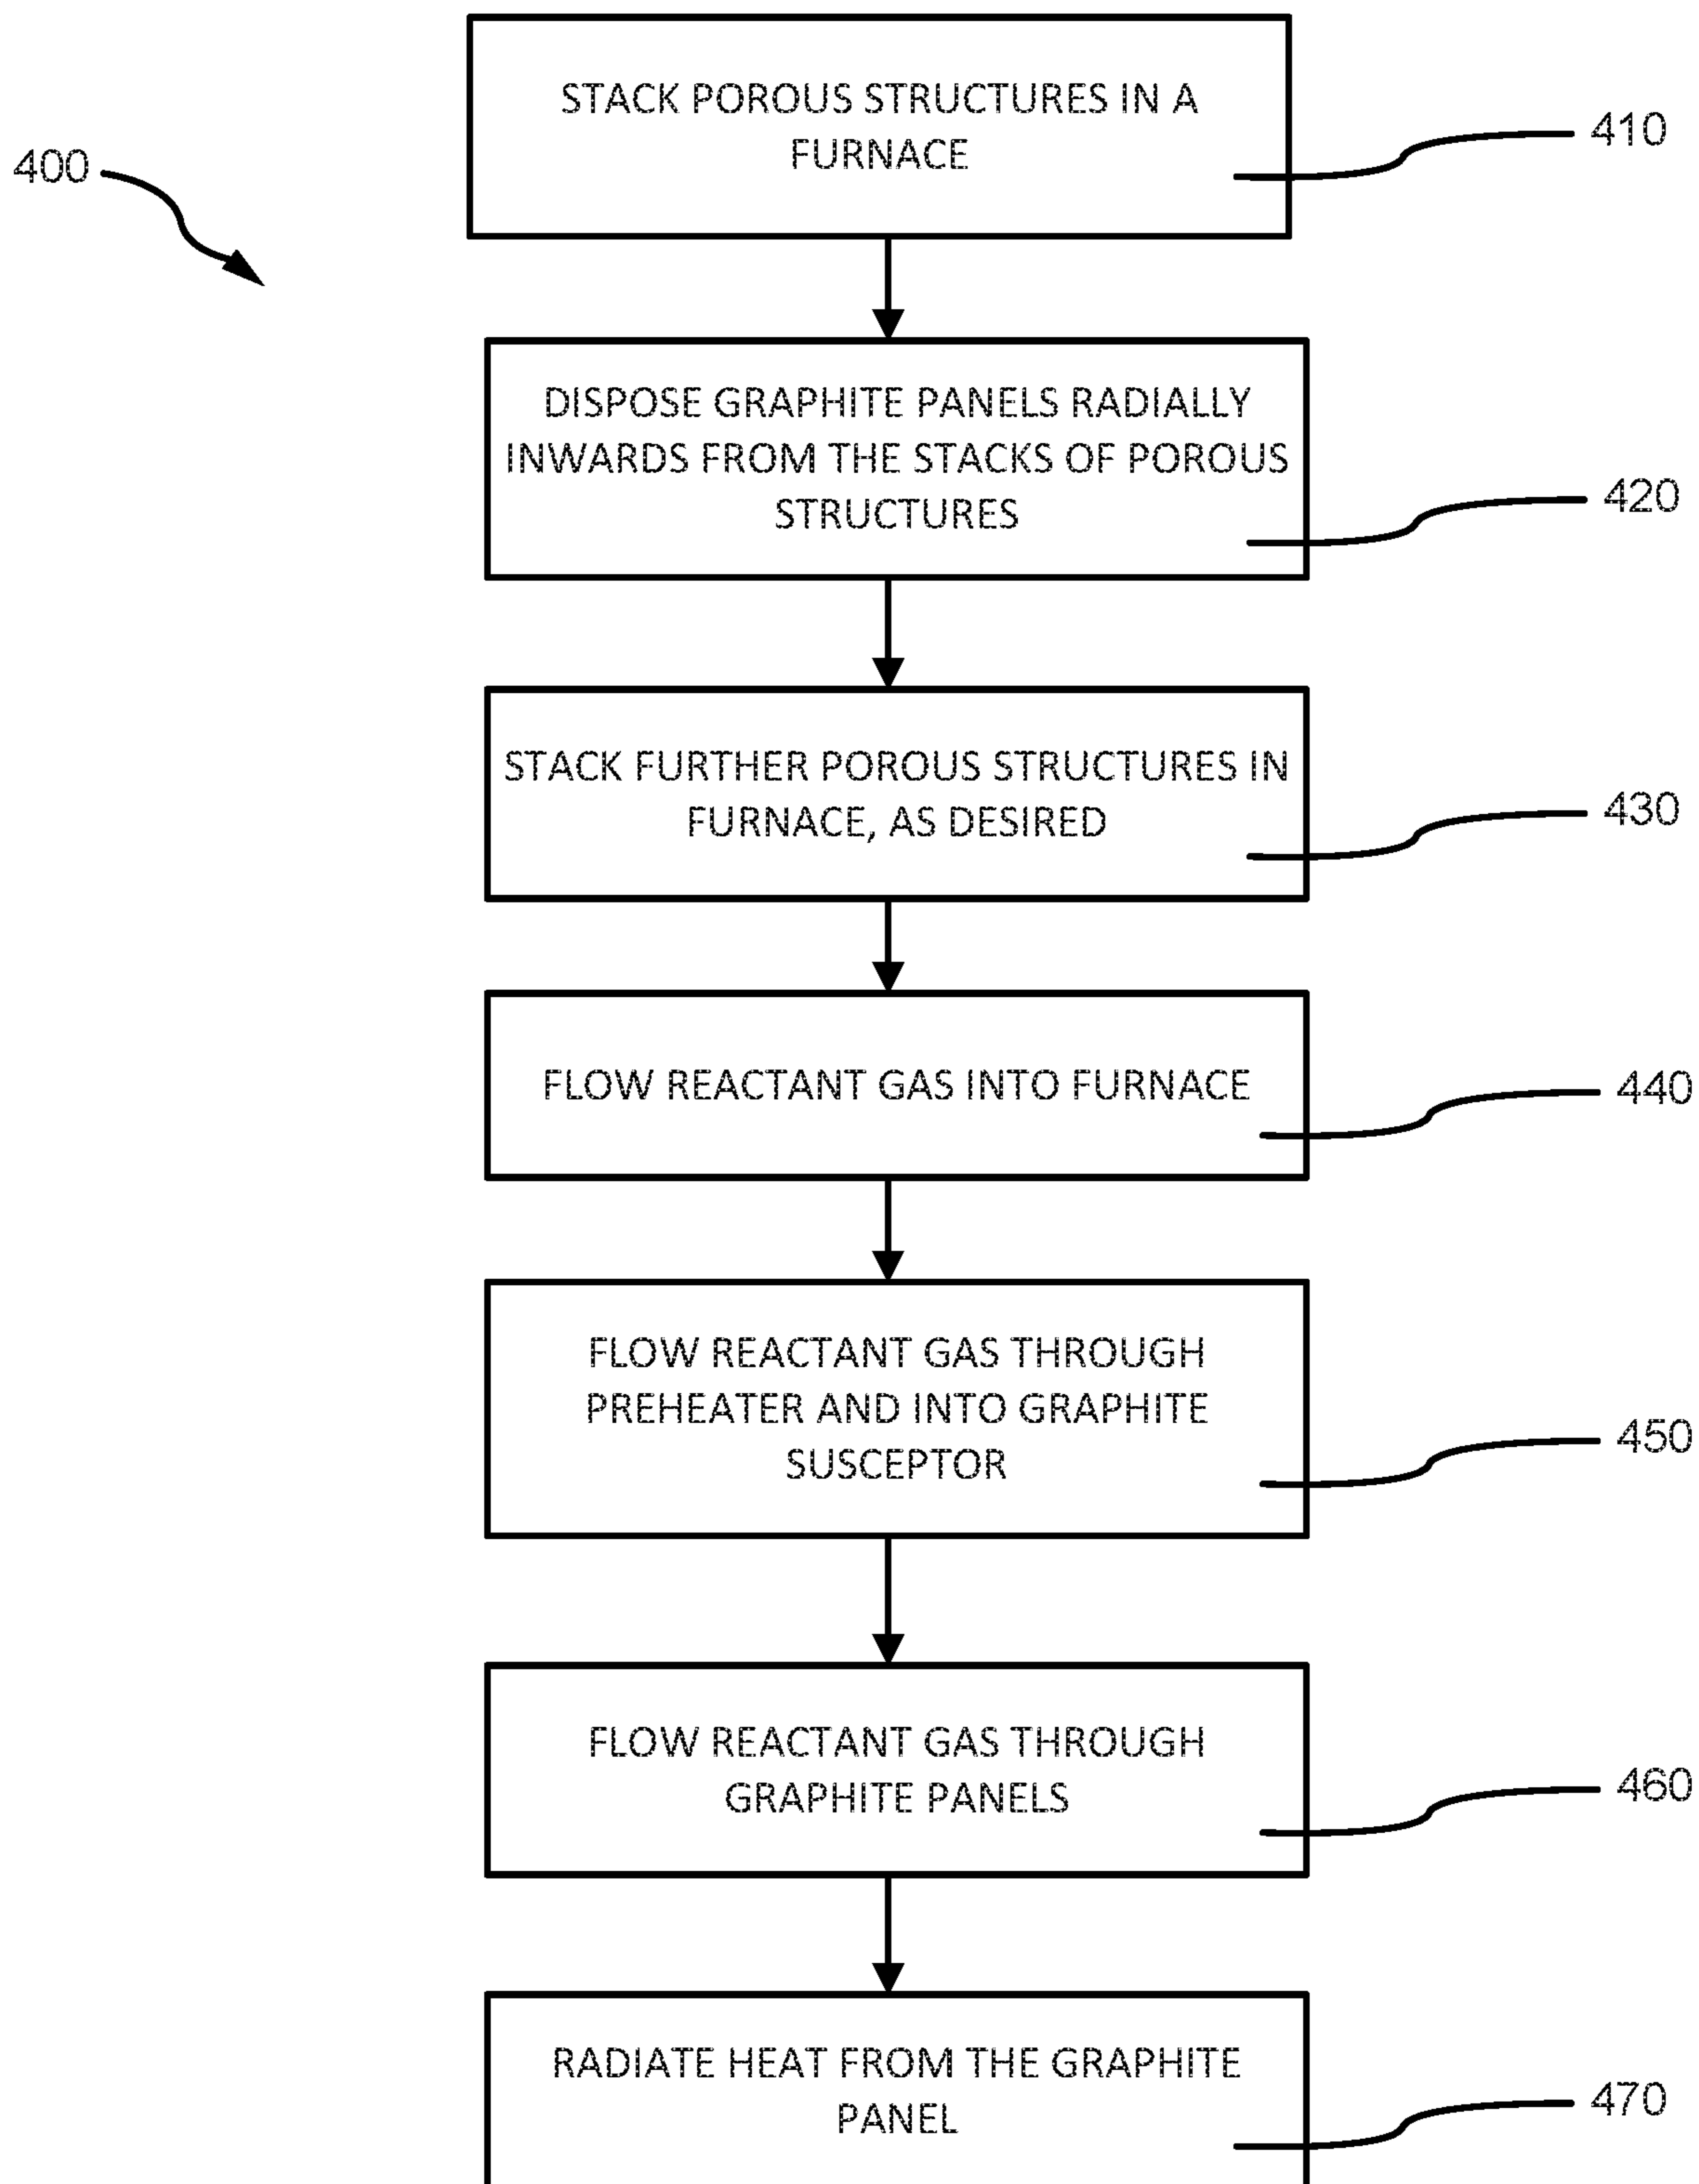 STACK POROUS STRUCTURES IN A
FURNACE
410
400
DISPOSE GRAPHITE PANELS RADIALLY
INWARDS FROM THE STACKS OF POROUS
STRUCTURES
420
STACK FURTHER POROUS STRUCTURES IN
FURNACE, AS DESIRED
430
FLOW REACTANT GAS INTO FURNACE
440
FLOW REACTANT GAS THROUGH
PREHEATER AND INTO GRAPHITE
SUSCEPTOR
450
FLOW REACTANT GAS THROUGH
GRAPHITE PANELS
460
RADIATE HEAT FROM THE GRAPHITE
PANEL
470